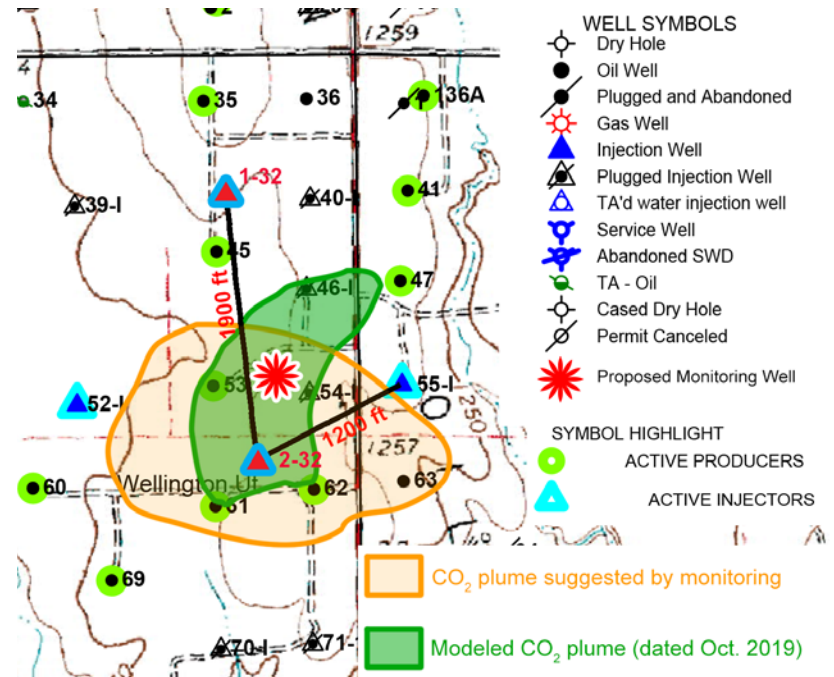 2
1259
4
34
35
36
136A
1-32
39-I
40-
41
45
47
46-I
1900 ft
53
54-I
55-I
52-I
1200 ft
250
2-32
1257
60
Wellington Ut
62
63
61
69
70-I
71-
WELL SYMBOLS
Dry Hole
Oil Well
Plugged and Abandoned
Gas Well
Injection Well
Plugged Injection Well
TA'd water injection well
Service Well
Abandoned SWD
TA - Oil
Cased Dry Hole
Permit Canceled
Proposed Monitoring Well
SYMBOL HIGHLIGHT
ACTIVE PRODUCERS
ACTIVE INJECTORS
CO₂ plume suggested by monitoring
Modeled CO₂ plume (dated Oct. 2019)